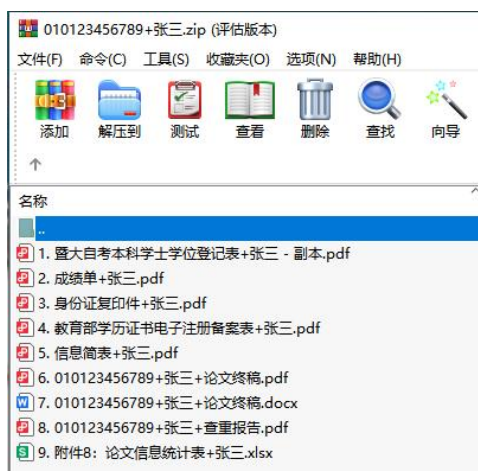 010123456789+张三.zip (评估版本)
文件(F) 命令(C) 工具(S) 收藏夹(O) 选项(N) 帮助(H)
添加 解压到 测试 查看 删除 查找 向导
名称
..
1. 暨大自考本科学士学位登记表+张三 - 副本.pdf
2. 成绩单+张三.pdf
3. 身份证复印件+张三.pdf
4. 教育部学历证书电子注册备案表+张三.pdf
5. 信息简表+张三.pdf
6. 010123456789+张三+论文终稿.pdf
7. 010123456789+张三+论文终稿.docx
8. 010123456789+张三+查重报告.pdf
9. 附件8：论文信息统计表+张三.xlsx